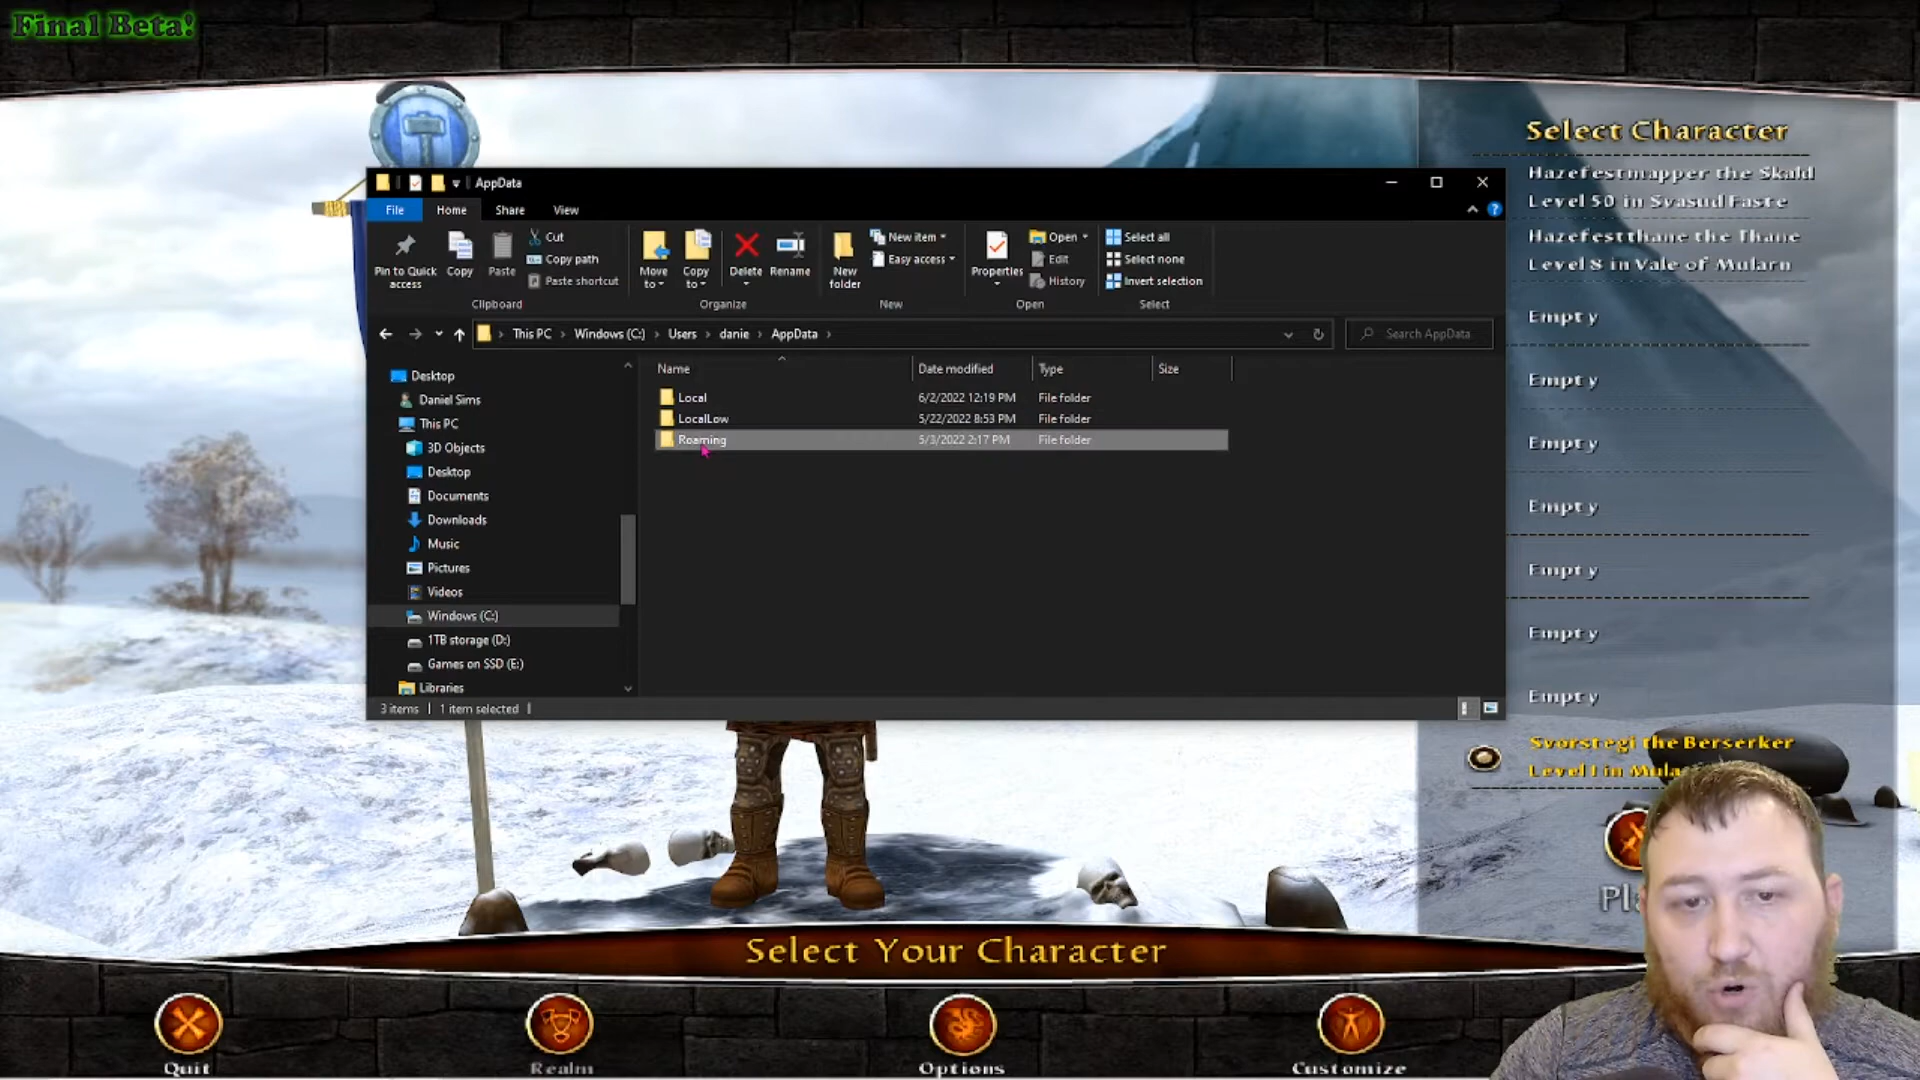 Final Beta!
AppData
File Home Share View
Pin to Quick access
Copy
Paste
Cut
Copy path
Paste shortcut
Clipboard
Move to
Copy to
Delete
Rename
Organize
New folder
New item
Easy access
New
Properties
Open
Edit
History
Open
Select all
Select none
Invert selection
Select
This PC > Windows (C:) > Users > danie > AppData >
Search AppData
Desktop
Daniel Sims
This PC
3D Objects
Desktop
Documents
Downloads
Music
Pictures
Videos
Windows (C:)
1TB storage (D:)
Games on SSD (E:)
Libraries
Name Date modified Type Size
Local 6/2/2022 12:19 PM File folder
LocalLow 5/22/2022 8:53 PM File folder
Roaming 5/3/2022 2:17 PM File folder
3 items 1 item selected
Select Character
Hazefestmapper the Skald
Level 50 in Svasud Faste
Hazefestthane the Thane
Level 8 in Vale of Mularn
Empty
Empty
Empty
Empty
Empty
Empty
Empty
Svorstegi the Berserker
Level 1 in Mula
Pl
Select Your Character
Quit
Realm
Options
Customize